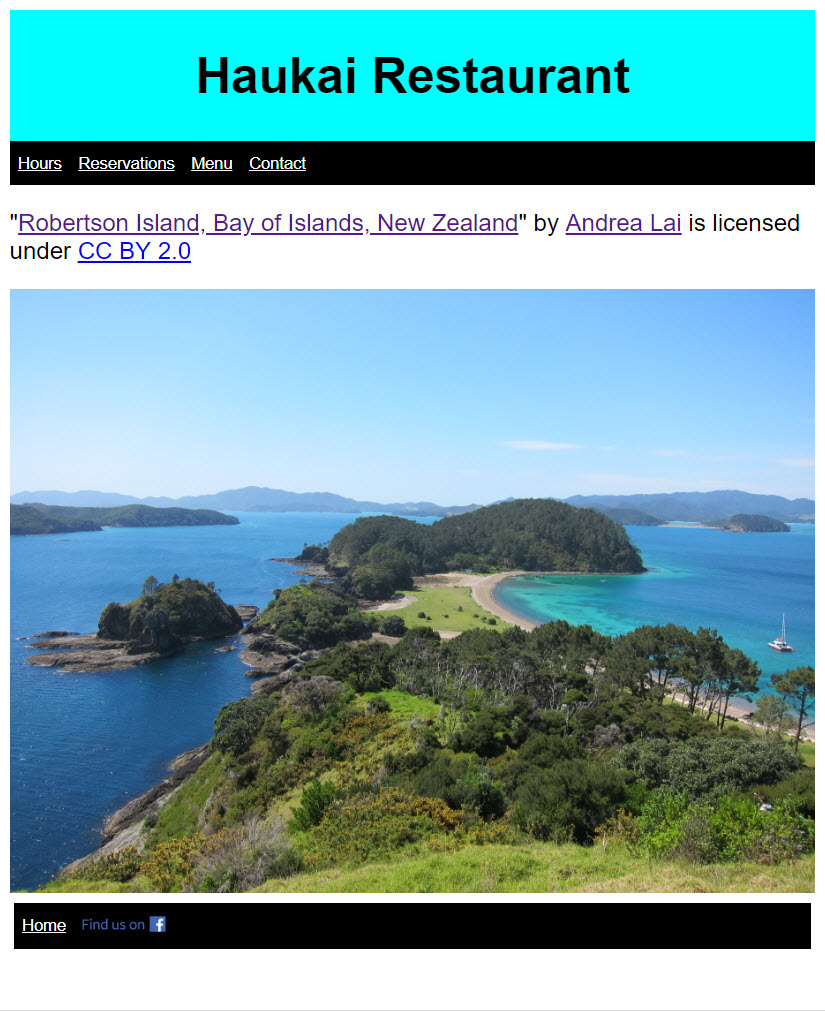 Haukai Restaurant
Hours Reservations Menu Contact
"Robertson Island, Bay of Islands, New Zealand" by Andrea Lai is licensed
under CC BY 2.0
Home Find us on f